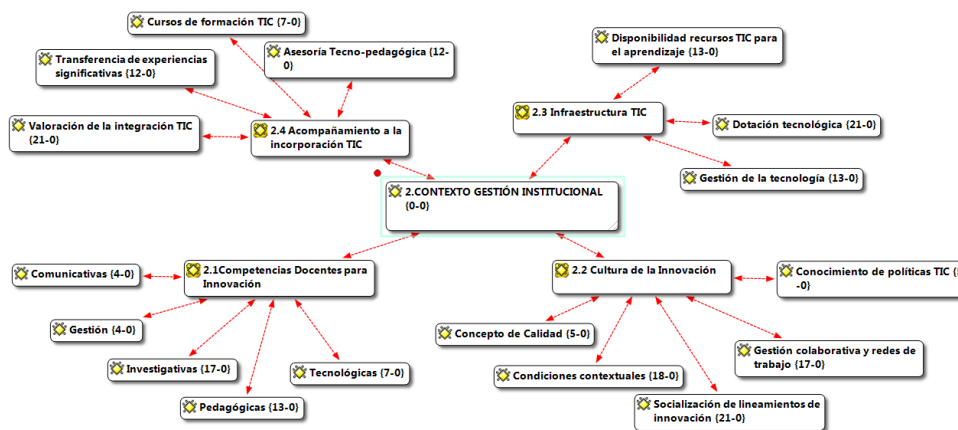 Cursos de formación TIC {7-0}
Asesoría Tecno-pedagógica {12-
0}
Transferencia de experiencias
significativas {12-0}
Valoración de la integración TIC
{21-0}
2.4 Acompañamiento a la
incorporación TIC
Disponibilidad recursos TIC para
el aprendizaje {13-0}
2.3 Infraestructura TIC
Dotación tecnológica {21-0}
Gestión de la tecnología {13-0}
2.CONTEXTO GESTIÓN INSTITUCIONAL
{0-0}
2.1Competencias Docentes para
Innovación
Comunicativas {4-0}
Gestión {4-0}
Investigativas {17-0}
Pedagógicas {13-0}
Tecnológicas {7-0}
2.2 Cultura de la Innovación
Conocimiento de políticas TIC
-0}
Concepto de Calidad {5-0}
Condiciones contextuales {18-0}
Gestión colaborativa y redes de
trabajo {17-0}
Socialización de lineamientos de
innovación {21-0}